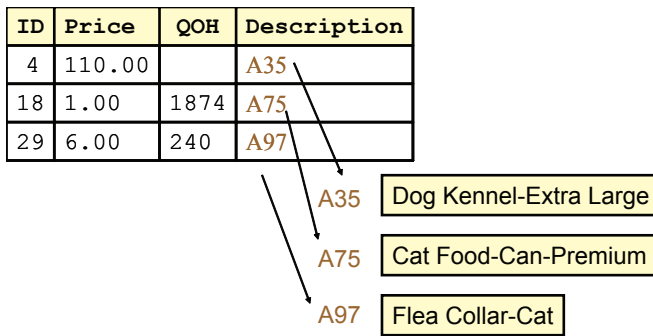 ID Price QOH Description
4 110.00 A35
18 1.00 1874 A75
29 6.00 240 A97
A35 Dog Kennel-Extra Large
A75 Cat Food-Can-Premium
A97 Flea Collar-Cat